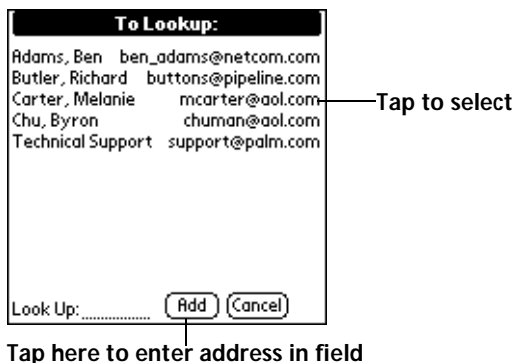 To Lookup:
Adams, Ben ben_adams@netcom.com
Butler, Richard buttons@pipeline.com
Carter, Melanie mcarter@aol.com
Tap to select
Chu, Byron chuman@aol.com
Technical Support support@palm.com
Look Up: Add Cancel
Tap here to enter address in field